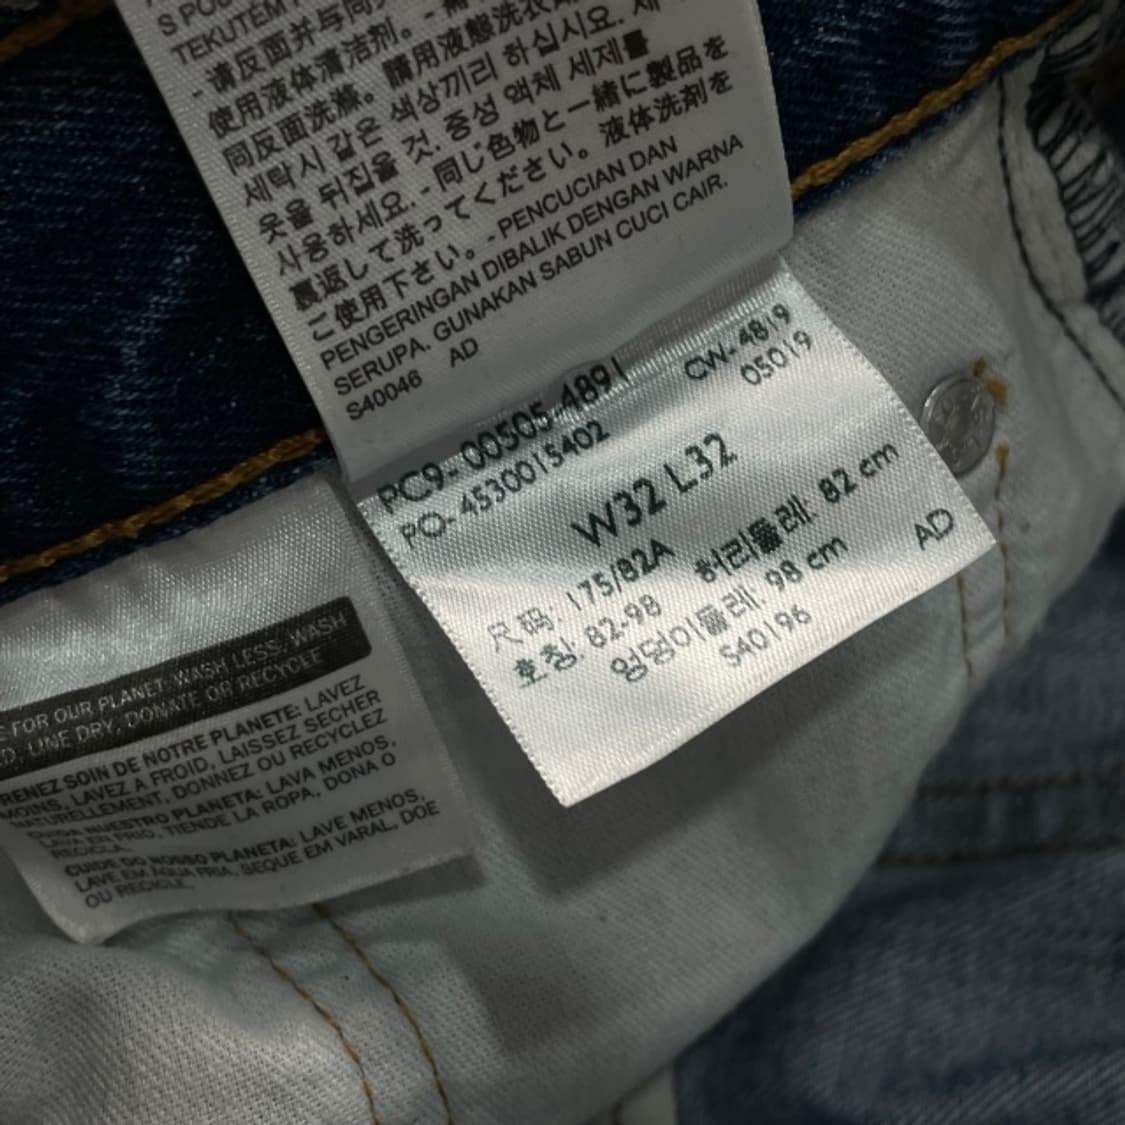 TEKUTÉM
- 请反面并与同
使用液体清洁剂。 -
同反面洗滌。 請用液態洗衣
세탁시 같은 색상끼리 하십시요. 세
옷을 뒤집을 것. 중성 액체 세제를
사용하세요. - 同じ色物と一緒に製品を
裏返して洗ってください。液体洗剤を
ご使用下さい。 - PENCUCIAN DAN
PENGERINGAN DIBALIK DENGAN WARNA
SERUPA. GUNAKAN SABUN CUCI CAIR.
S40046 AD
PC9-00505-4891 CW-4819
PO-4530015402 05019
W32 L32
尺码: 175/82A 허리둘레: 82 cm
호칭: 82-98 엉덩이둘레: 98 cm
S40196 AD
FOR OUR PLANET: WASH LESS, WASH
LINE DRY, DONATE OR RECYCLE
RENEZ SOIN DE NOTRE PLANETE: LAVEZ
MOINS, LAVEZ A FROID, LAISSEZ SECHER
NATURELLEMENT, DONNEZ OU RECYCLEZ
CUIDA NUESTRO PLANETA: LAVA MENOS,
LAVA EN FRIO, TIENDE LA ROPA, DONA O
RECICLA.
CUIDE DO NOSSO PLANETA: LAVE MENOS,
LAVE EM AGUA FRIA, SEQUE EM VARAL, DOE
OU RECICLE.